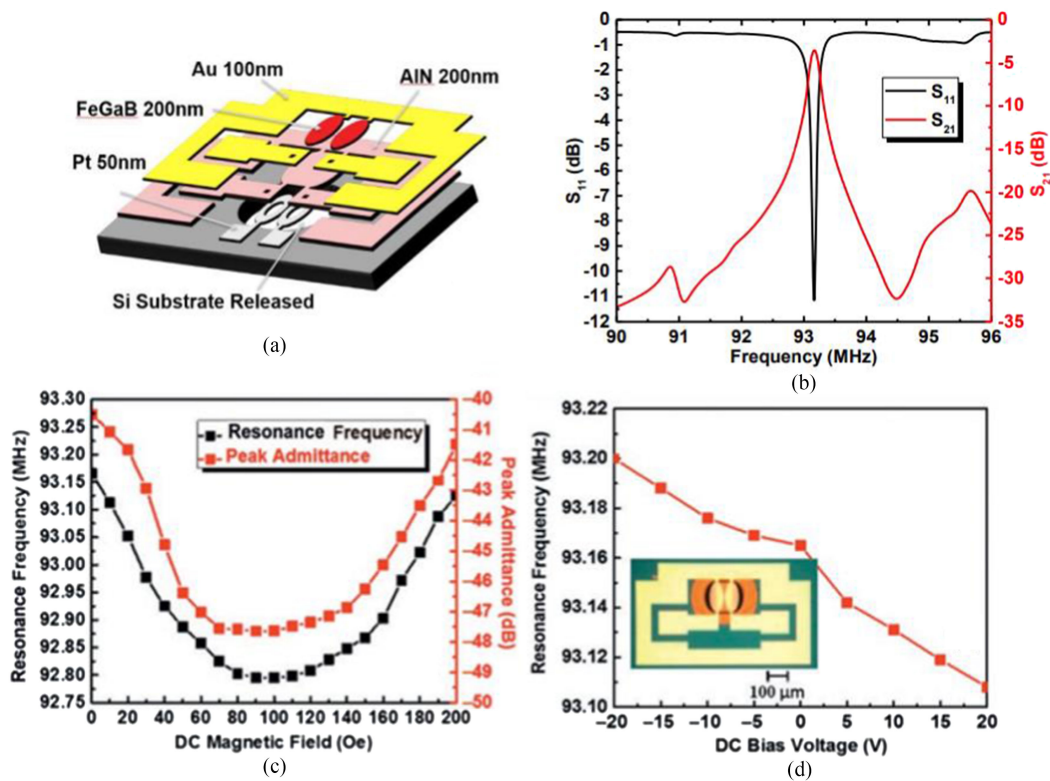 Au 100nm
AlN 200nm
FeGaB 200nm
Pt 50nm
Si Substrate Released
(a)
0
-1
-2
-3
-4
-5
-6
-7
-8
-9
-10
-11
-12
S11 (dB)
S11
S21
0
-5
-10
-15
-20
-25
-30
-35
S21 (dB)
90 91 92 93 94 95 96
Frequency (MHz)
(b)
93.30
93.25
93.20
93.15
93.10
93.05
93.00
92.95
92.90
92.85
92.80
92.75
Resonance Frequency (MHz)
Resonance Frequency
Peak Admittance
-40
-41
-42
-43
-44
-45
-46
-47
-48
-49
-50
Peak Admittance (dB)
0 20 40 60 80 100 120 140 160 180 200
DC Magnetic Field (Oe)
(c)
93.22
93.20
93.18
93.16
93.14
93.12
93.10
Resonance Frequency (MHz)
100 μm
-20 -15 -10 -5 0 5 10 15 20
DC Bias Voltage (V)
(d)